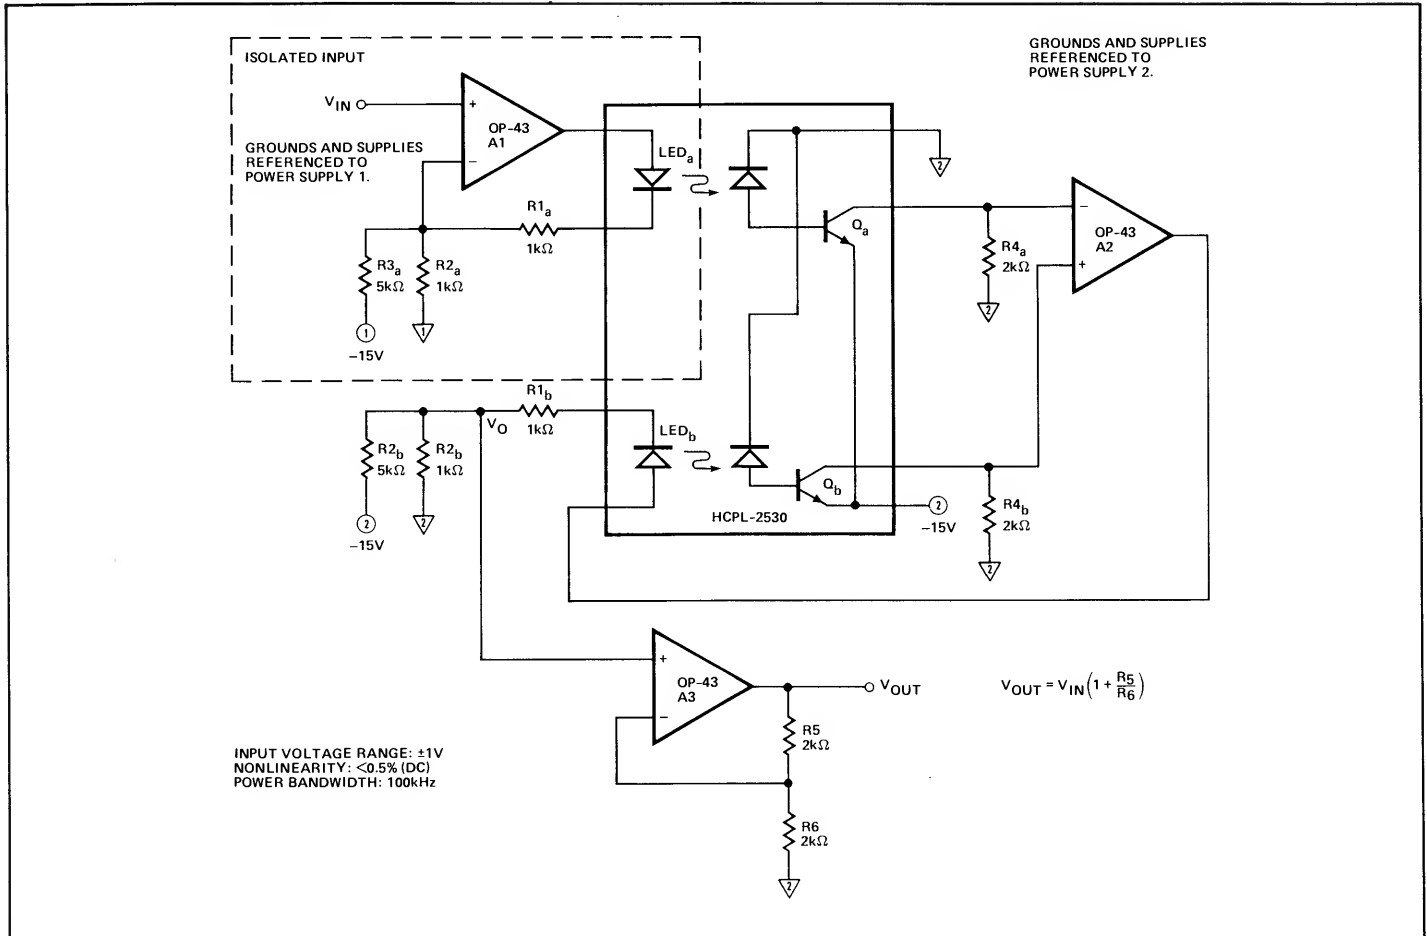 ISOLATED INPUT
GROUNDS AND SUPPLIES
REFERENCED TO
POWER SUPPLY 2.
VIN
+
OP-43
A1
−
GROUNDS AND SUPPLIES
REFERENCED TO
POWER SUPPLY 1.
LEDa
2
R1a
1kΩ
Qa
−
OP-43
A2
+
R3a
5kΩ
R2a
1kΩ
R4a
2kΩ
2
1
−15V
1
R1b
1kΩ
VO
LEDb
R2b
5kΩ
R2b
1kΩ
Qb
HCPL-2530
2
−15V
R4b
2kΩ
2
−15V
2
2
+
OP-43
A3
−
VOUT
VOUT = VIN(1 + R5/R6)
R5
2kΩ
INPUT VOLTAGE RANGE: ±1V
NONLINEARITY: <0.5% (DC)
POWER BANDWIDTH: 100kHz
R6
2kΩ
2